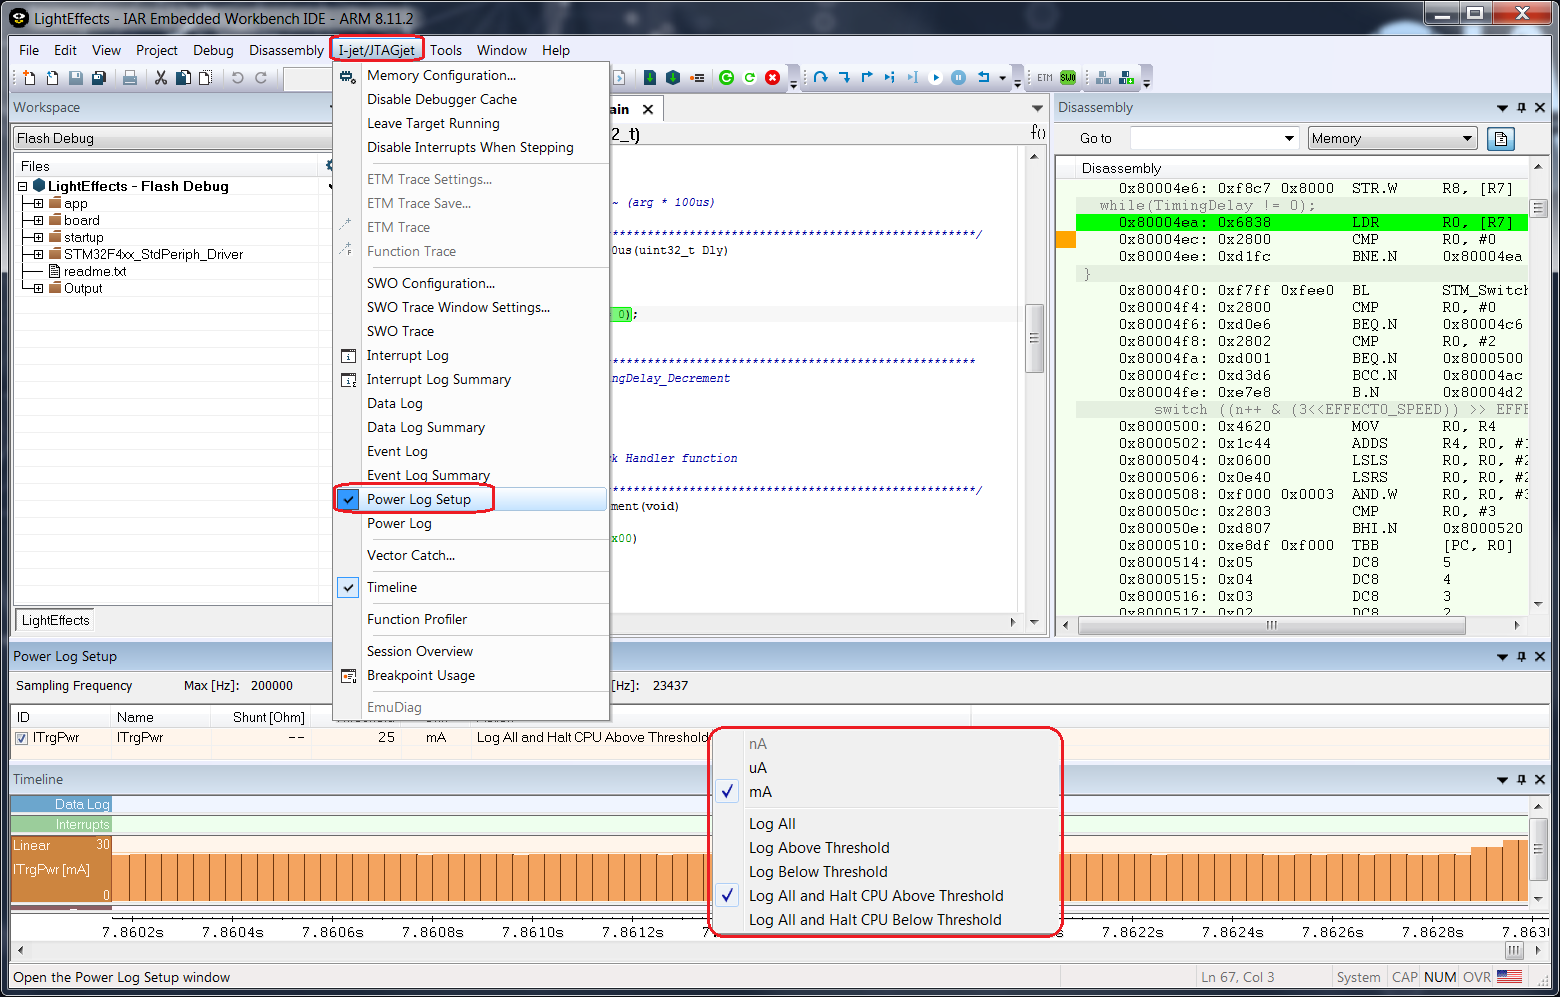 LightEffects - IAR Embedded Workbench IDE - ARM 8.11.2
File Edit View Project Debug Disassembly I-jet/JTAGjet Tools Window Help
ETM SWO
Workspace
Flash Debug
Files
LightEffects - Flash Debug
app
board
startup
STM32F4xx_StdPeriph_Driver
readme.txt
Output
LightEffects
Memory Configuration...
Disable Debugger Cache
Leave Target Running
Disable Interrupts When Stepping
ETM Trace Settings...
ETM Trace Save...
ETM Trace
Function Trace
SWO Configuration...
SWO Trace Window Settings...
SWO Trace
Interrupt Log
Interrupt Log Summary
Data Log
Data Log Summary
Event Log
Event Log Summary
Power Log Setup
Power Log
Vector Catch...
Timeline
Function Profiler
Session Overview
Breakpoint Usage
EmuDiag
ain
2_t)
f()
~ (arg * 100us)
******************************************************/
0us(uint32_t Dly)
0);
******************************************************
ngDelay_Decrement
ck Handler function
******************************************************/
ment(void)
x00)
Disassembly
Go to Memory
Disassembly
0x80004e6: 0xf8c7 0x8000 STR.W R8, [R7]
while(TimingDelay != 0);
0x80004ea: 0x6838 LDR R0, [R7]
0x80004ec: 0x2800 CMP R0, #0
0x80004ee: 0xd1fc BNE.N 0x80004ea
}
0x80004f0: 0xf7ff 0xfee0 BL STM_Switch
0x80004f4: 0x2800 CMP R0, #0
0x80004f6: 0xd0e6 BEQ.N 0x80004c6
0x80004f8: 0x2802 CMP R0, #2
0x80004fa: 0xd001 BEQ.N 0x8000500
0x80004fc: 0xd3d6 BCC.N 0x80004ac
0x80004fe: 0xe7e8 B.N 0x80004d2
switch ((n++ & (3<<EFFECT0_SPEED)) >> EFFE
0x8000500: 0x4620 MOV R0, R4
0x8000502: 0x1c44 ADDS R4, R0, #1
0x8000504: 0x0600 LSLS R0, R0, #2
0x8000506: 0x0e40 LSRS R0, R0, #2
0x8000508: 0xf000 0x0003 AND.W R0, R0, #3
0x800050c: 0x2803 CMP R0, #3
0x800050e: 0xd807 BHI.N 0x8000520
0x8000510: 0xe8df 0xf000 TBB [PC, R0]
0x8000514: 0x05 DC8 5
0x8000515: 0x04 DC8 4
0x8000516: 0x03 DC8 3
0x8000517: 0x02 DC8 2
Power Log Setup
Sampling Frequency Max [Hz]: 200000 [Hz]: 23437
ID Name Shunt [Ohm]
ITrgPwr ITrgPwr -- 25 mA Log All and Halt CPU Above Threshold
nA
uA
mA
Log All
Log Above Threshold
Log Below Threshold
Log All and Halt CPU Above Threshold
Log All and Halt CPU Below Threshold
Timeline
Data Log
Interrupts
Linear 30
ITrgPwr [mA]
0
7.8602s 7.8604s 7.8606s 7.8608s 7.8610s 7.8612s 7.8622s 7.8624s 7.8626s 7.8628s 7.8630
Open the Power Log Setup window Ln 67, Col 3 System CAP NUM OVR